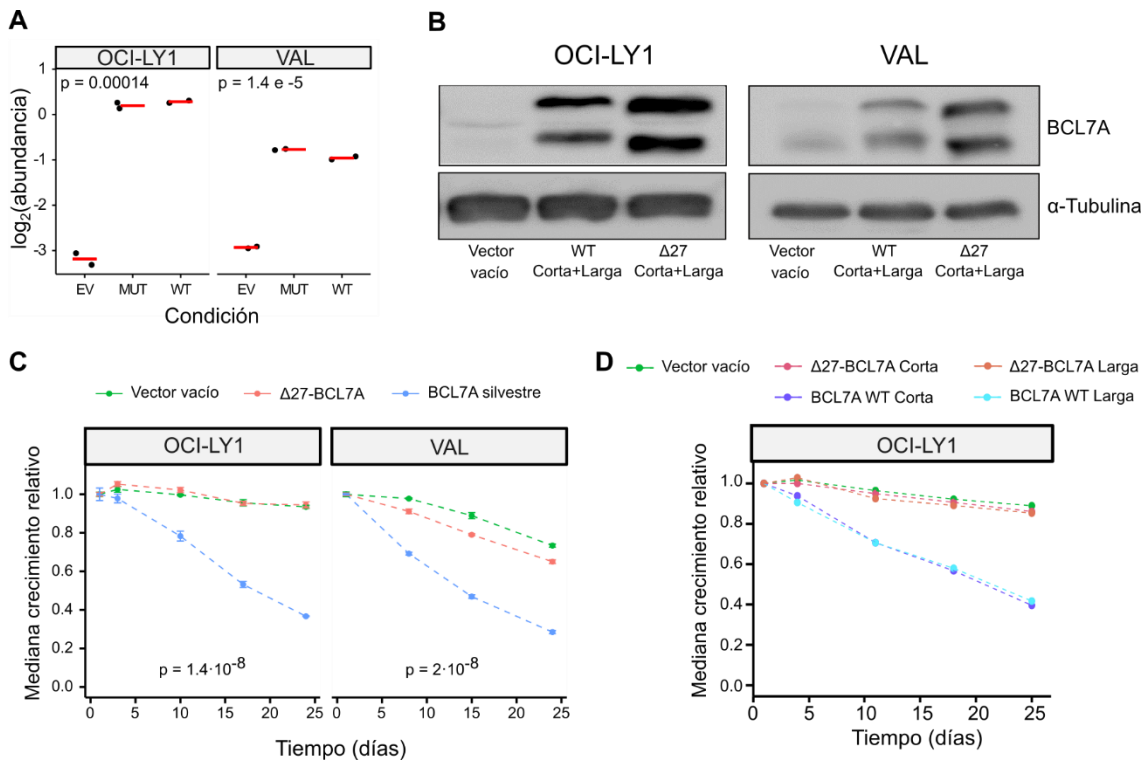 A
OCI-LY1
VAL
p = 0.00014
p = 1.4 e -5
log2(abundancia)
1
0
-1
-2
-3
EV
MUT
WT
EV
MUT
WT
Condición
B
OCI-LY1
VAL
BCL7A
α-Tubulina
Vector
vacío
WT
Corta+Larga
Δ27
Corta+Larga
Vector
vacío
WT
Corta+Larga
Δ27
Corta+Larga
C
Vector vacío
Δ27-BCL7A
BCL7A silvestre
OCI-LY1
VAL
Mediana crecimiento relativo
1.0
0.8
0.6
0.4
0.2
0.0
p = 1.4·10-8
p = 2·10-8
0
5
10
15
20
25
0
5
10
15
20
25
Tiempo (días)
D
Vector vacío
Δ27-BCL7A Corta
Δ27-BCL7A Larga
BCL7A WT Corta
BCL7A WT Larga
OCI-LY1
Mediana crecimiento relativo
1.0
0.8
0.6
0.4
0.2
0.0
0
5
10
15
20
25
Tiempo (días)